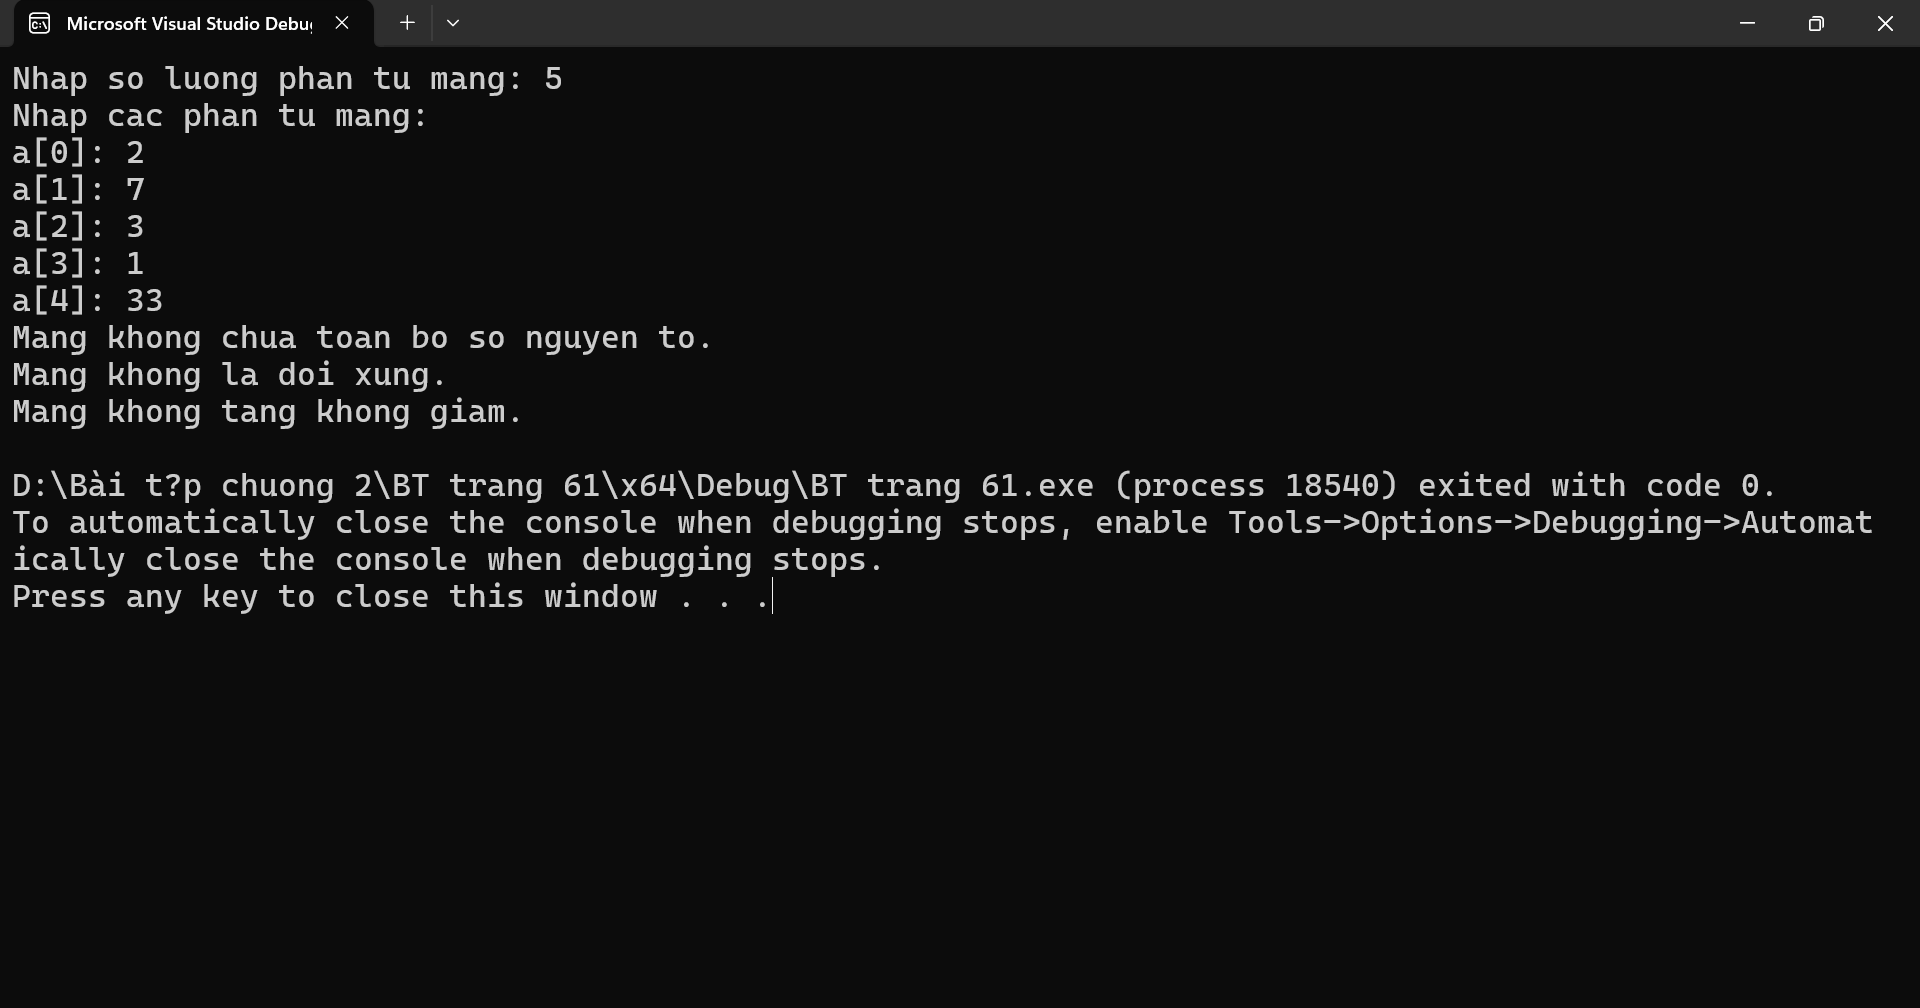 Microsoft Visual Studio Debu
Nhap so luong phan tu mang: 5
Nhap cac phan tu mang:
a[0]: 2
a[1]: 7
a[2]: 3
a[3]: 1
a[4]: 33
Mang khong chua toan bo so nguyen to.
Mang khong la doi xung.
Mang khong tang khong giam.
D:\Bài t?p chuong 2\BT trang 61\x64\Debug\BT trang 61.exe (process 18540) exited with code 0.
To automatically close the console when debugging stops, enable Tools->Options->Debugging->Automat
ically close the console when debugging stops.
Press any key to close this window . . .